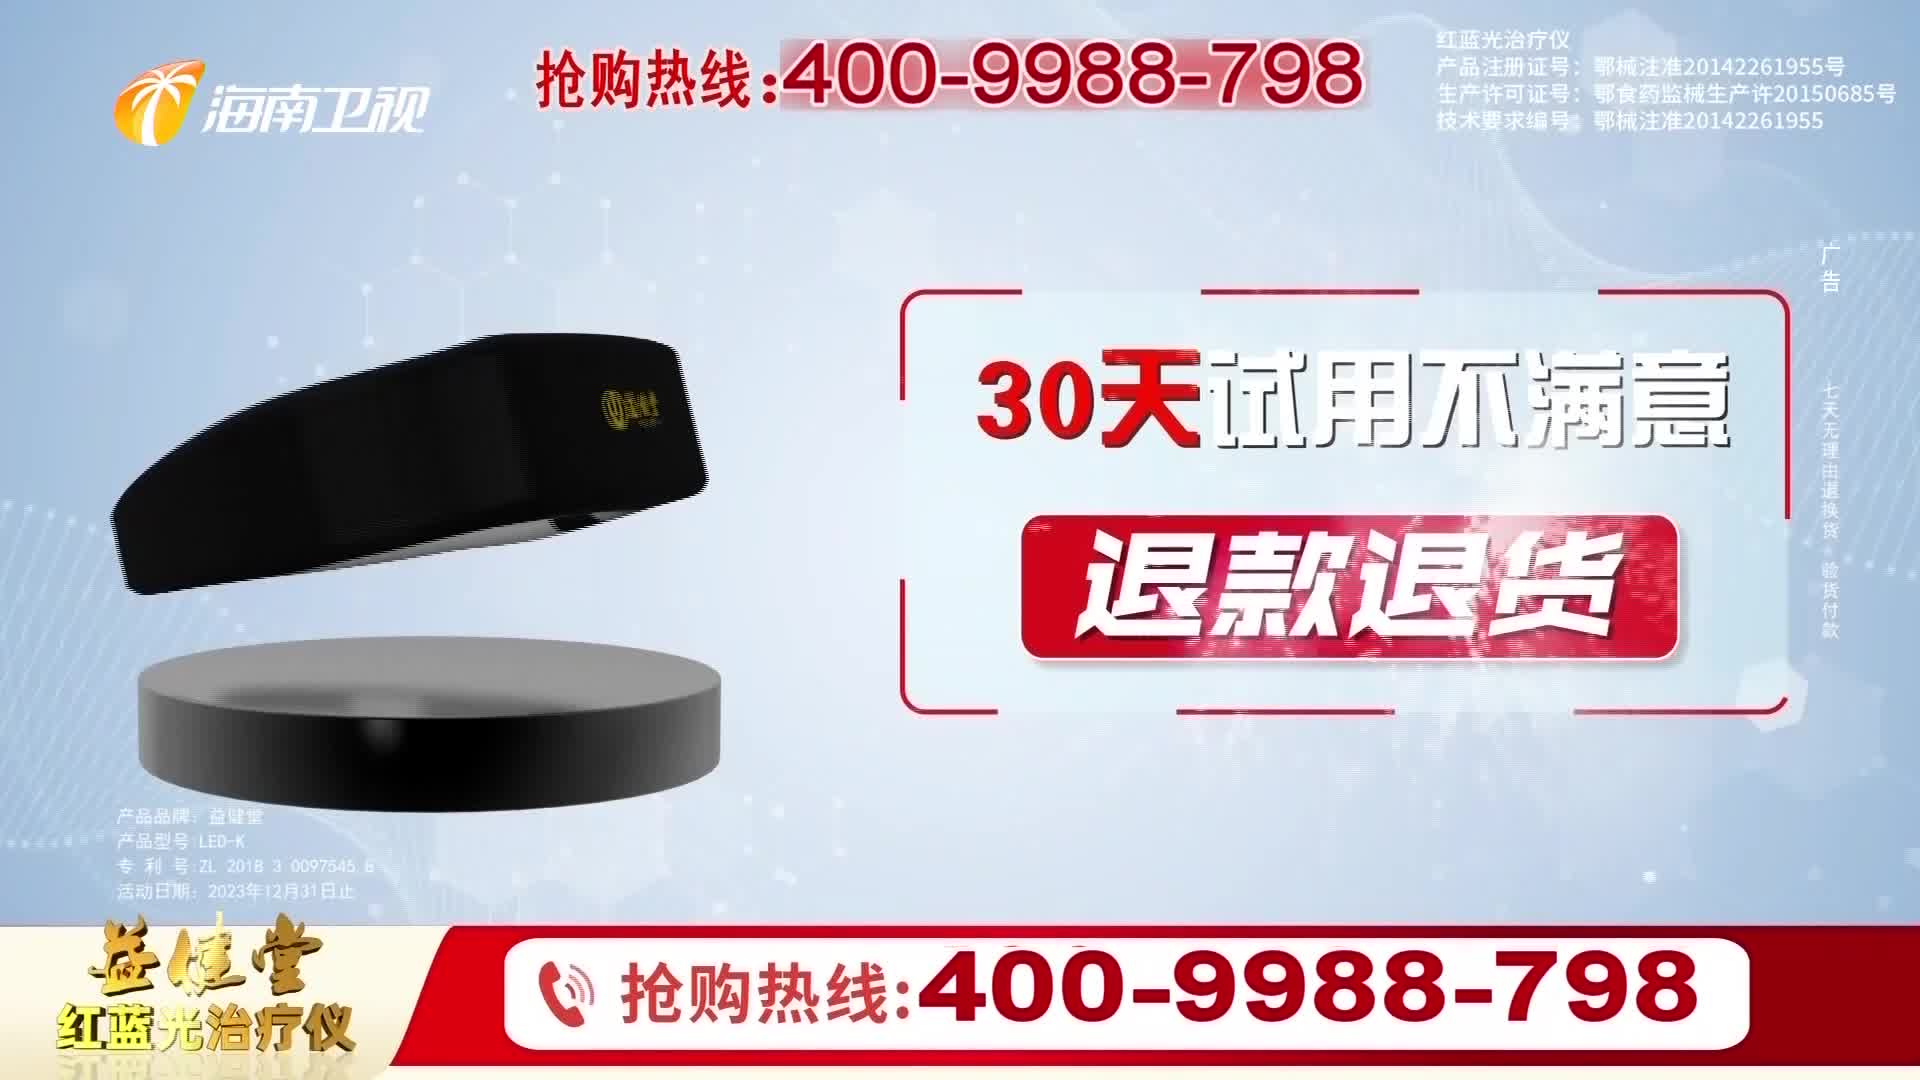 海南卫视
抢购热线:400-9988-798
红蓝光治疗仪
产品注册证号：鄂械注准20142261955号
生产许可证号：鄂食药监械生产许20150685号
技术要求编号：鄂械注准20142261955
广告
七天无理由退换货 验货付款
30天试用不满意
退款退货
益健堂
产品品牌：益健堂
产品型号:LED-K
专 利 号:ZL 2018 3 0097545.6
活动日期：2023年12月31日止
益健堂
红蓝光治疗仪
抢购热线:400-9988-798